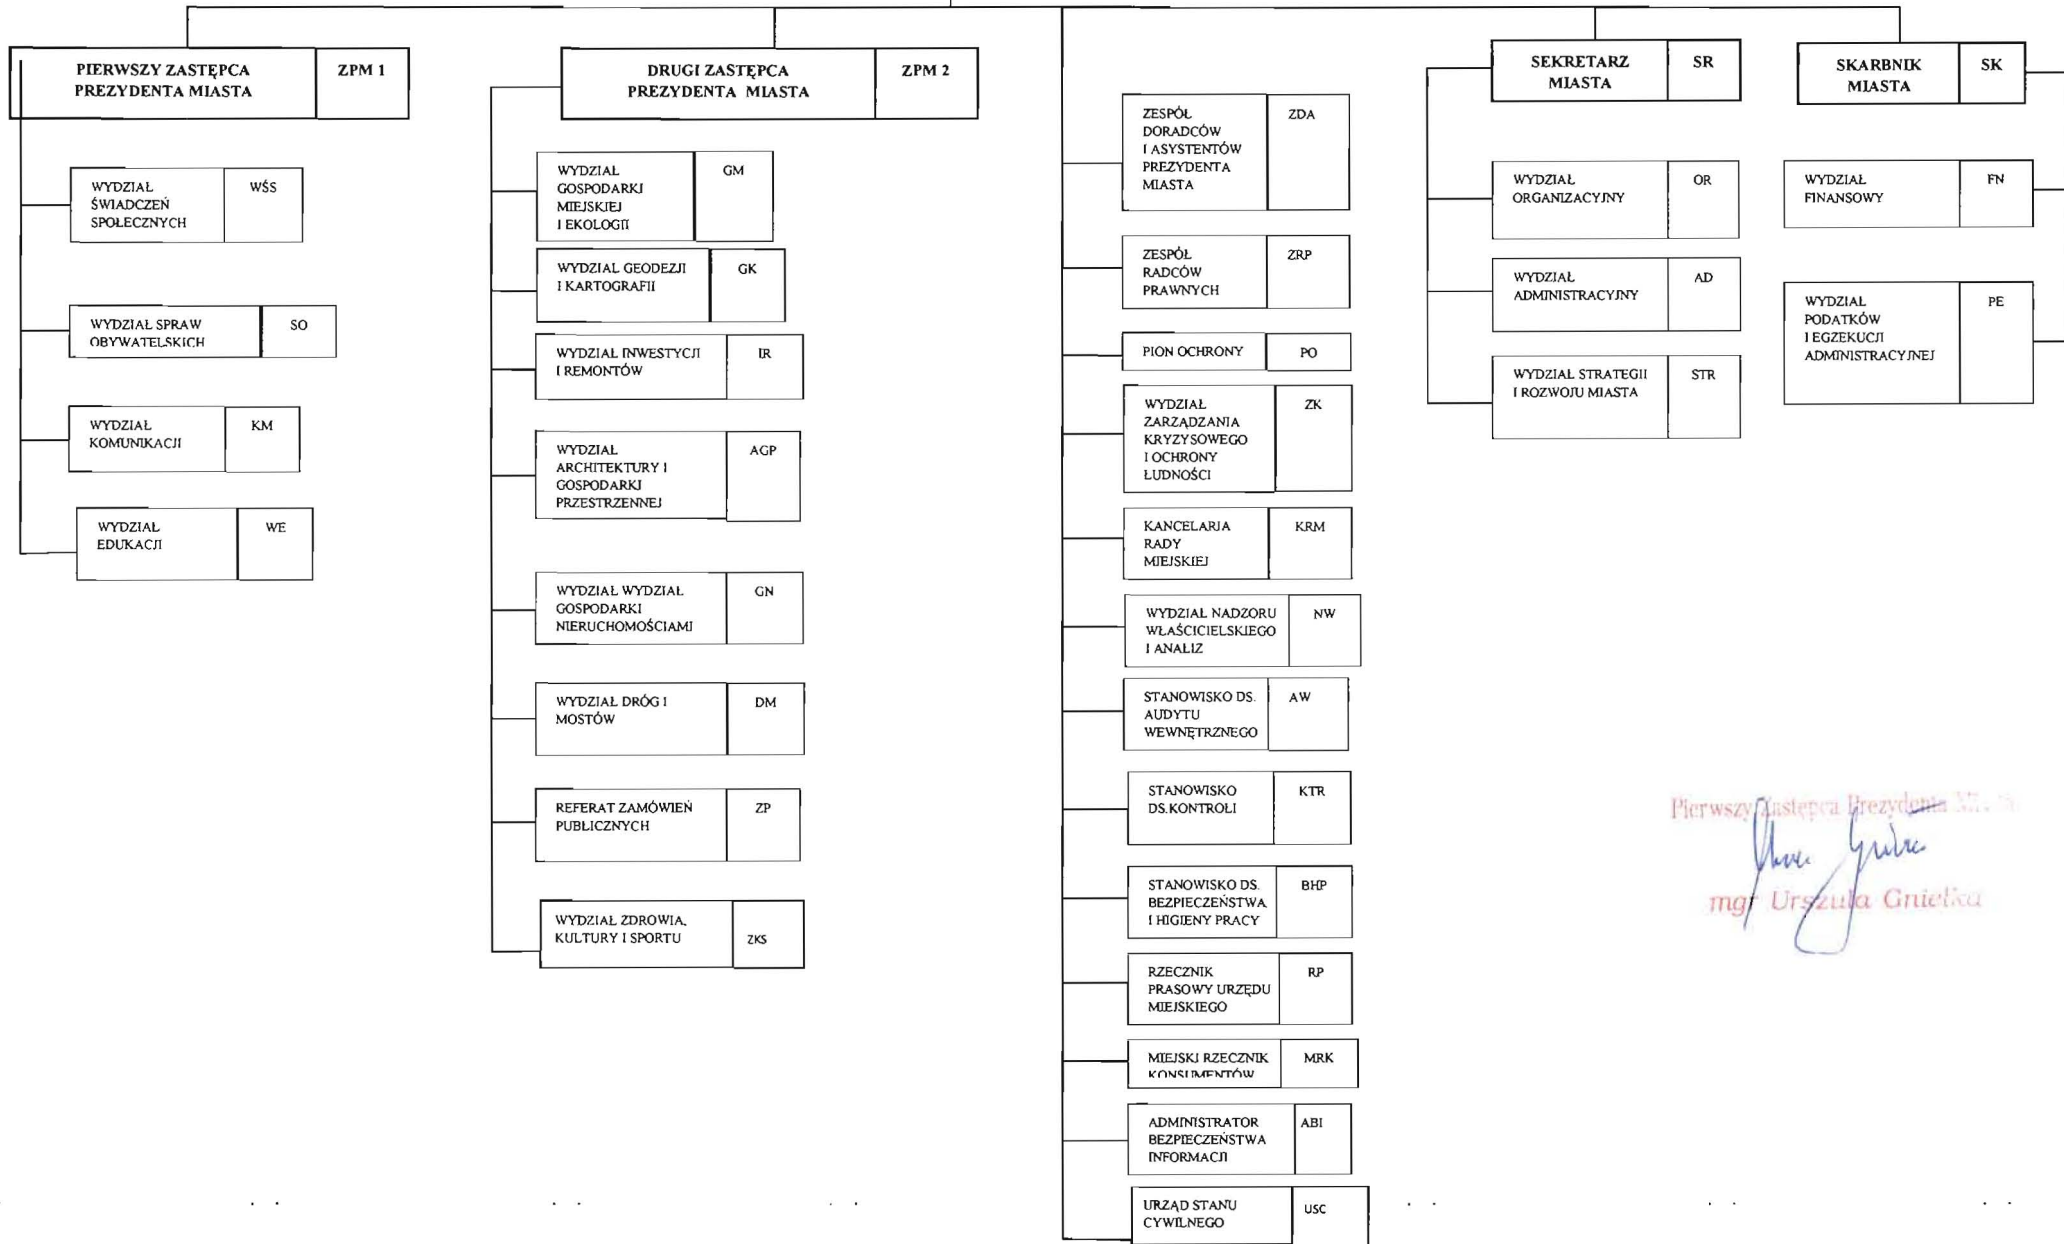 PIERWSZY ZASTĘPCA
PREZYDENTA MIASTA
ZPM 1
WYDZIAŁ
ŚWIADCZEŃ
SPOŁECZNYCH
WŚS
WYDZIAŁ SPRAW
OBYWATELSKICH
SO
WYDZIAŁ
KOMUNIKACJI
KM
WYDZIAŁ
EDUKACJI
WE
DRUGI ZASTĘPCA
PREZYDENTA MIASTA
ZPM 2
WYDZIAŁ
GOSPODARKI
MIEJSKIEJ
I EKOLOGII
GM
WYDZIAŁ GEODEZJI
I KARTOGRAFII
GK
WYDZIAŁ INWESTYCJI
I REMONTÓW
IR
WYDZIAŁ
ARCHITEKTURY I
GOSPODARKI
PRZESTRZENNEJ
AGP
WYDZIAŁ WYDZIAŁ
GOSPODARKI
NIERUCHOMOŚCIAMI
GN
WYDZIAŁ DRÓG I
MOSTÓW
DM
REFERAT ZAMÓWIEŃ
PUBLICZNYCH
ZP
WYDZIAŁ ZDROWIA,
KULTURY I SPORTU
ZKS
ZESPÓŁ
DORADCÓW
I ASYSTENTÓW
PREZYDENTA
MIASTA
ZDA
ZESPÓŁ
RADCÓW
PRAWNYCH
ZRP
PION OCHRONY
PO
WYDZIAŁ
ZARZĄDZANIA
KRYZYSOWEGO
I OCHRONY
ŁUDNOŚCI
ZK
KANCELARIA
RADY
MIEJSKIEJ
KRM
WYDZIAŁ NADZORU
WŁAŚCICIELSKIEGO
I ANALIZ
NW
STANOWISKO DS.
AUDYTU
WEWNĘTRZNEGO
AW
STANOWISKO
DS.KONTROLI
KTR
STANOWISKO DS.
BEZPIECZEŃSTWA
I HIGIENY PRACY
BHP
RZECZNIK
PRASOWY URZĘDU
MIEJSKIEGO
RP
MIEJSKI RZECZNIK
KONSUMENTÓW
MRK
ADMINISTRATOR
BEZPIECZEŃSTWA
INFORMACJI
ABI
URZĄD STANU
CYWILNEGO
USC
SEKRETARZ
MIASTA
SR
WYDZIAŁ
ORGANIZACYJNY
OR
WYDZIAŁ
ADMINISTRACYJNY
AD
WYDZIAŁ STRATEGII
I ROZWOJU MIASTA
STR
SKARBNIK
MIASTA
SK
WYDZIAŁ
FINANSOWY
FN
WYDZIAŁ
PODATKÓW
I EGZEKUCJI
ADMINISTRACYJNEJ
PE
Pierwszy Zastępca Prezydenta
mgr Urszula Gnielka